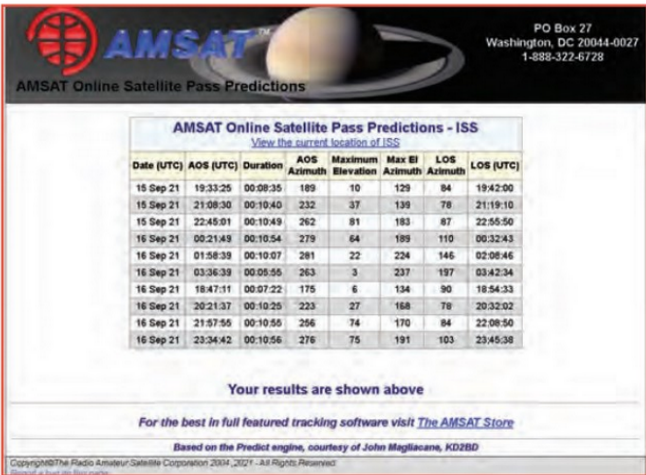 AMSAT™
PO Box 27
Washington, DC 20044-0027
1-888-322-6728
AMSAT Online Satellite Pass Predictions
AMSAT Online Satellite Pass Predictions - ISS
View the current location of ISS
Date (UTC) AOS (UTC) Duration AOS Azimuth Maximum Elevation Max El Azimuth LOS Azimuth LOS (UTC)
15 Sep 21 19:33:25 00:08:35 189 10 129 84 19:42:00
15 Sep 21 21:08:30 00:10:40 232 37 139 78 21:19:10
15 Sep 21 22:45:01 00:10:49 262 81 183 87 22:55:50
16 Sep 21 00:21:49 00:10:54 279 64 189 110 00:32:43
16 Sep 21 01:58:39 00:10:07 281 22 224 146 02:08:46
16 Sep 21 03:36:39 00:05:55 263 3 237 197 03:42:34
16 Sep 21 18:47:11 00:07:22 175 6 134 90 18:54:33
16 Sep 21 20:21:37 00:10:25 223 27 168 78 20:32:02
16 Sep 21 21:57:55 00:10:55 256 74 170 84 22:08:50
16 Sep 21 23:34:42 00:10:56 276 75 191 103 23:45:38
Your results are shown above
For the best in full featured tracking software visit The AMSAT Store
Based on the Predict engine, courtesy of John Magliacane, KD2BD
Copyright©The Radio Amateur Satellite Corporation 2004 ,2021 - All Rights Reserved.